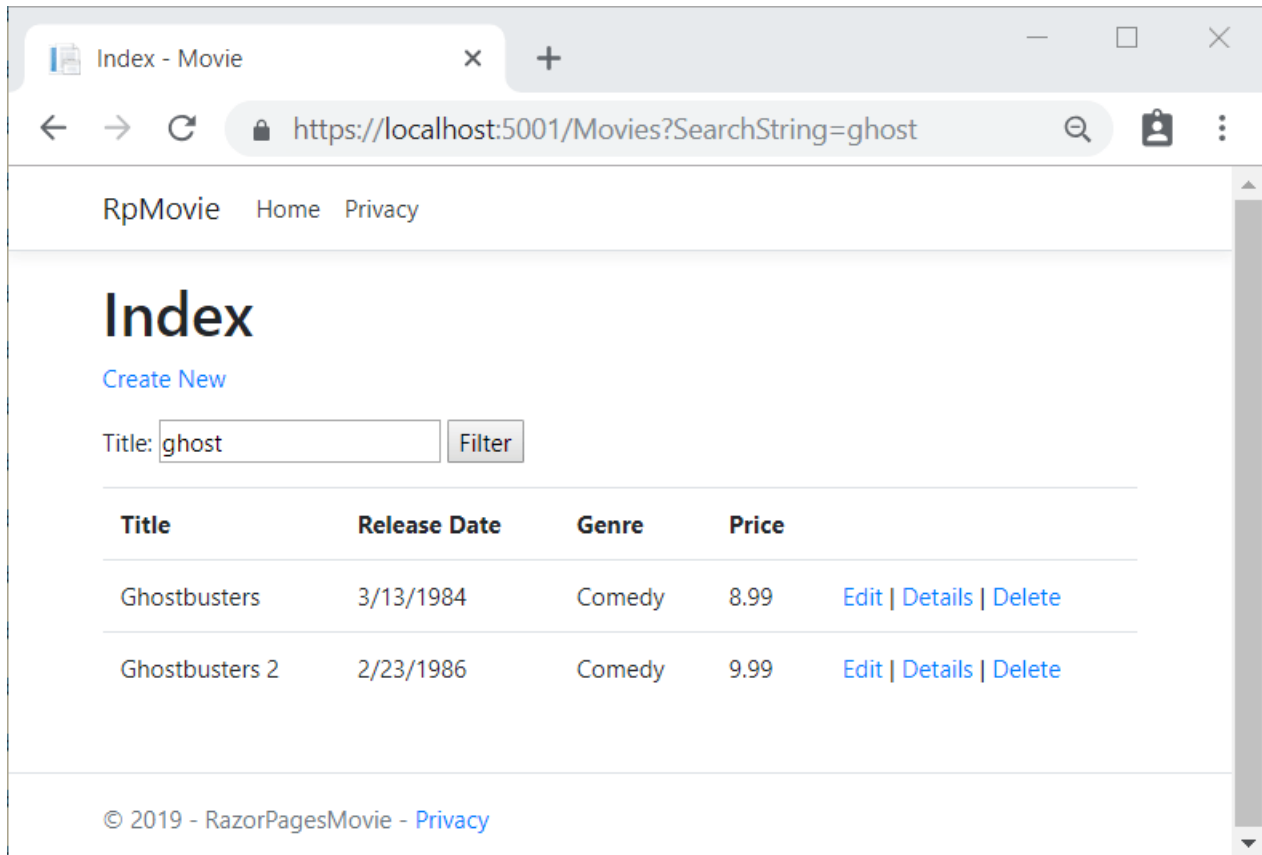 Index - Movie
https://localhost:5001/Movies?SearchString=ghost
RpMovie Home Privacy
Index
Create New
Title: ghost Filter
Title Release Date Genre Price
Ghostbusters 3/13/1984 Comedy 8.99 Edit | Details | Delete
Ghostbusters 2 2/23/1986 Comedy 9.99 Edit | Details | Delete
© 2019 - RazorPagesMovie - Privacy